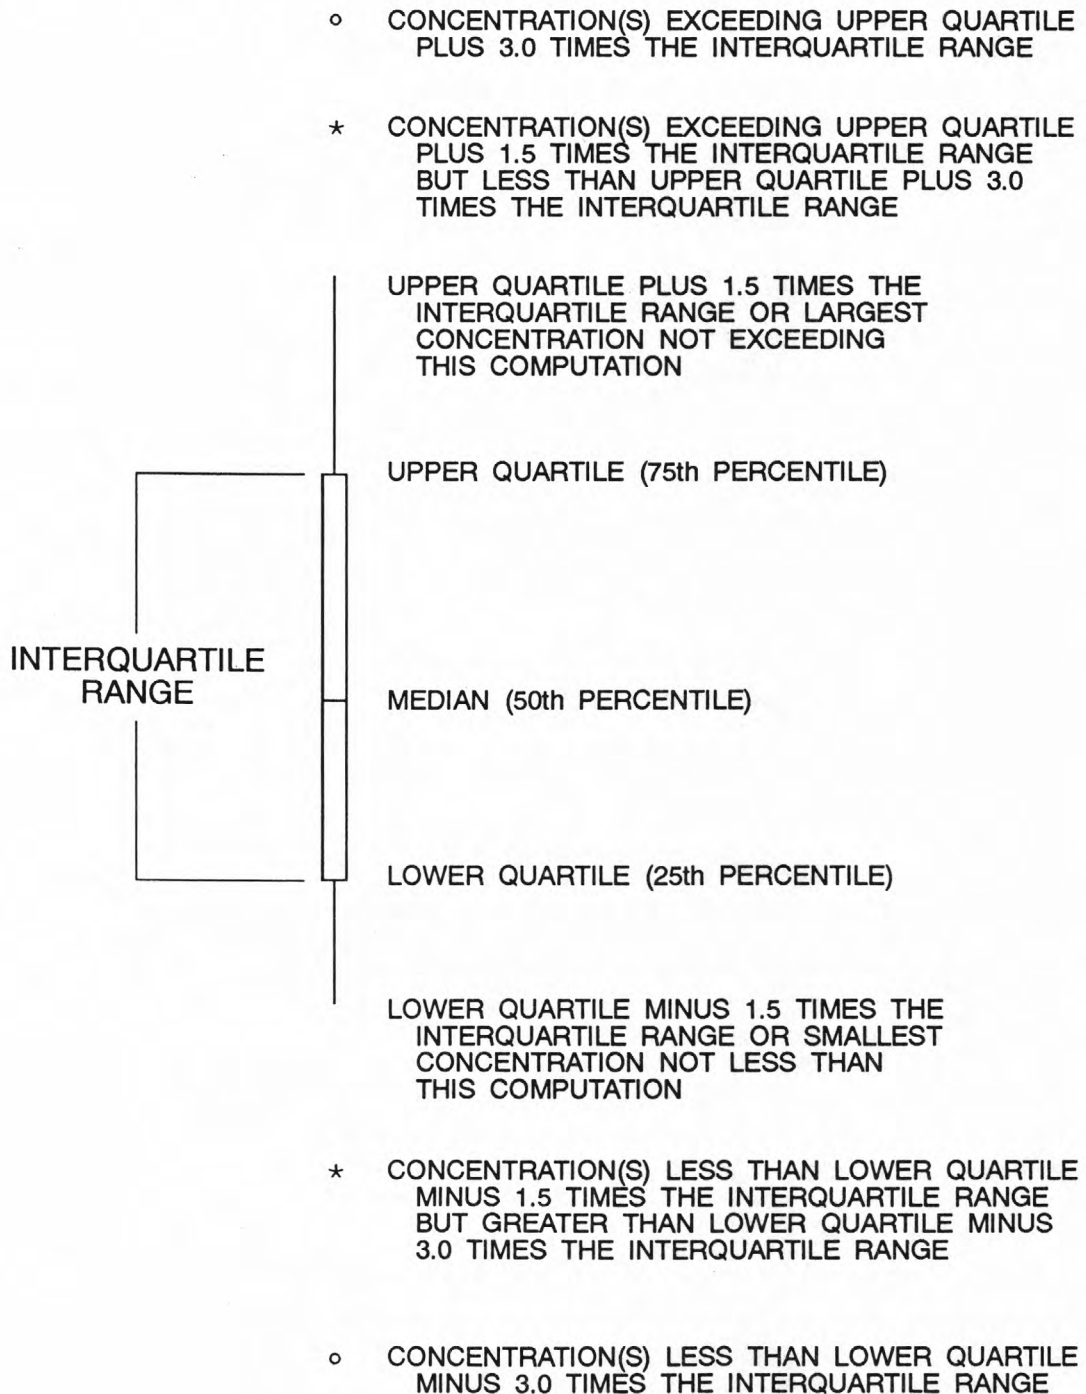 ○ CONCENTRATION(S) EXCEEDING UPPER QUARTILE
PLUS 3.0 TIMES THE INTERQUARTILE RANGE
* CONCENTRATION(S) EXCEEDING UPPER QUARTILE
PLUS 1.5 TIMES THE INTERQUARTILE RANGE
BUT LESS THAN UPPER QUARTILE PLUS 3.0
TIMES THE INTERQUARTILE RANGE
UPPER QUARTILE PLUS 1.5 TIMES THE
INTERQUARTILE RANGE OR LARGEST
CONCENTRATION NOT EXCEEDING
THIS COMPUTATION
UPPER QUARTILE (75th PERCENTILE)
INTERQUARTILE
RANGE
MEDIAN (50th PERCENTILE)
LOWER QUARTILE (25th PERCENTILE)
LOWER QUARTILE MINUS 1.5 TIMES THE
INTERQUARTILE RANGE OR SMALLEST
CONCENTRATION NOT LESS THAN
THIS COMPUTATION
* CONCENTRATION(S) LESS THAN LOWER QUARTILE
MINUS 1.5 TIMES THE INTERQUARTILE RANGE
BUT GREATER THAN LOWER QUARTILE MINUS
3.0 TIMES THE INTERQUARTILE RANGE
○ CONCENTRATION(S) LESS THAN LOWER QUARTILE
MINUS 3.0 TIMES THE INTERQUARTILE RANGE